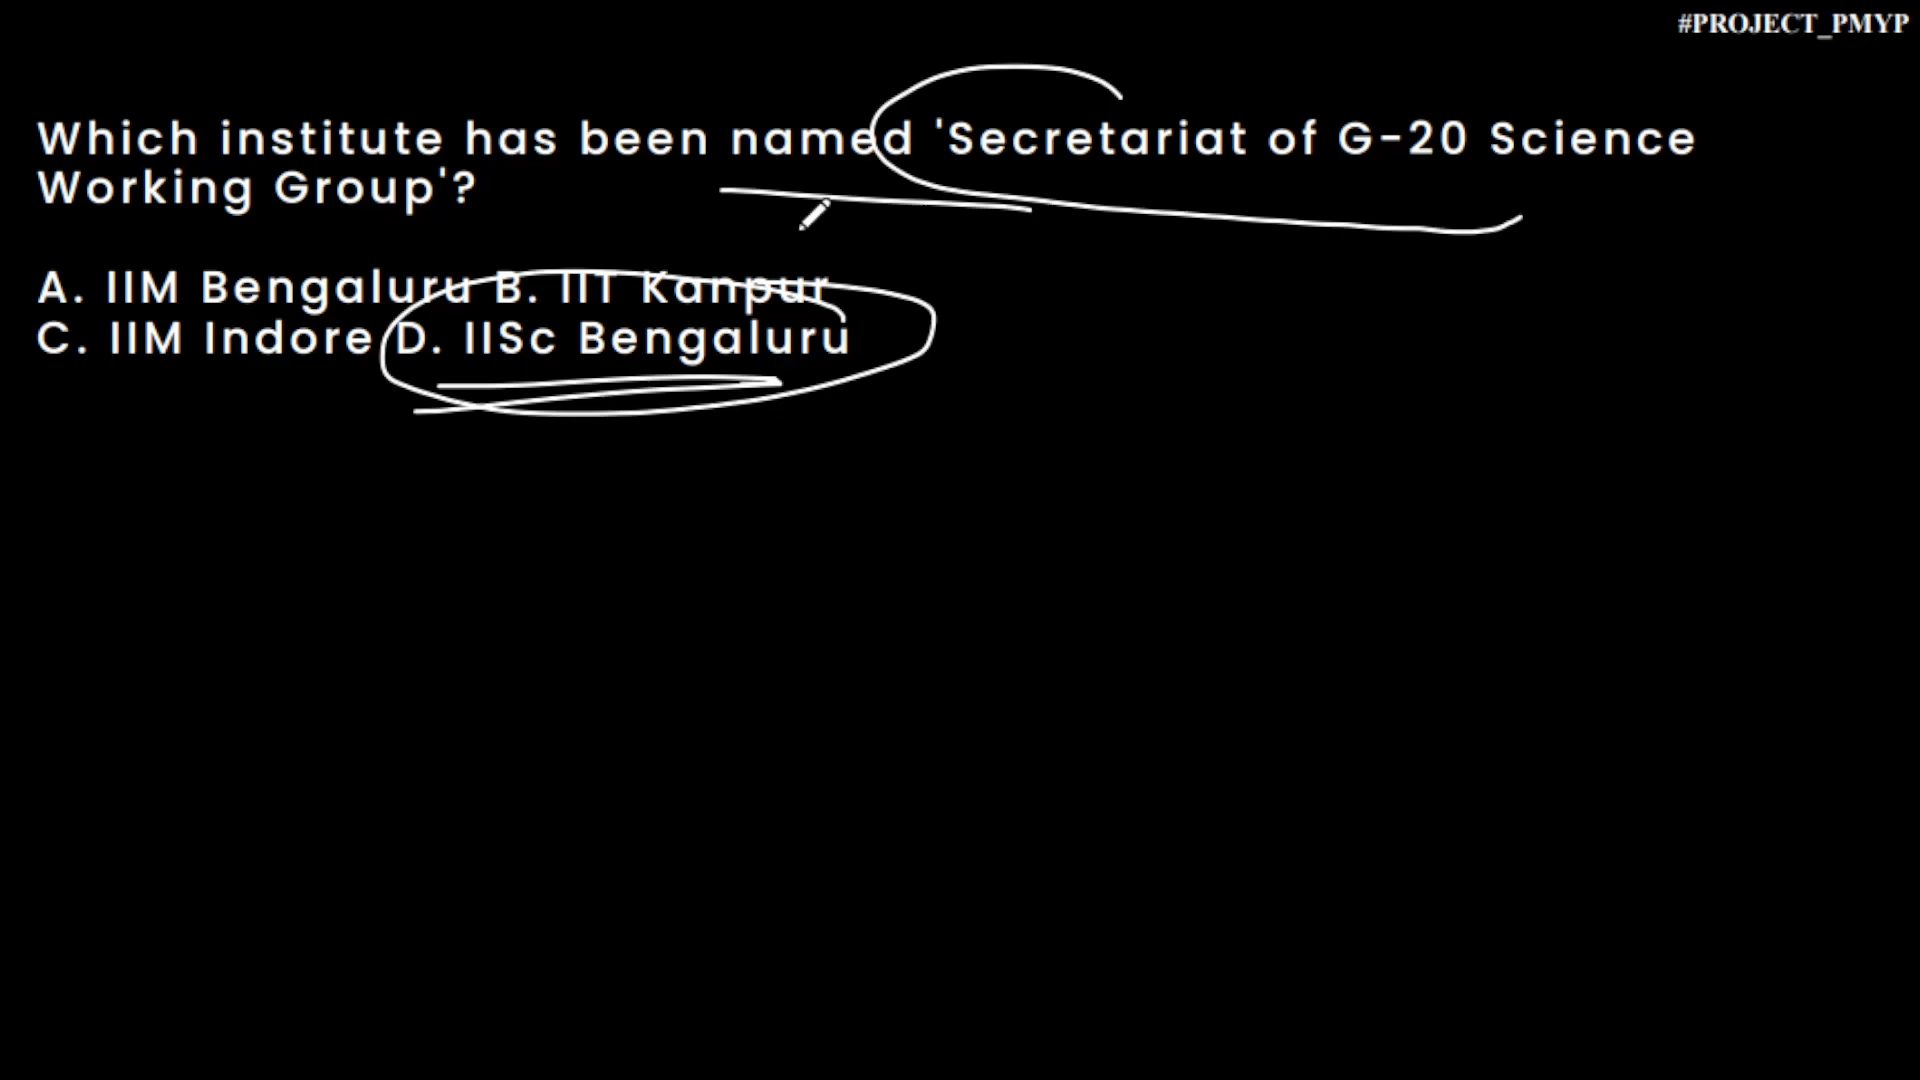 #PROJECT_PMYP
Which institute has been named 'Secretariat of G-20 Science
Working Group'?
A. IIM Bengaluru B. IIT Kanpur
C. IIM Indore D. IISc Bengaluru